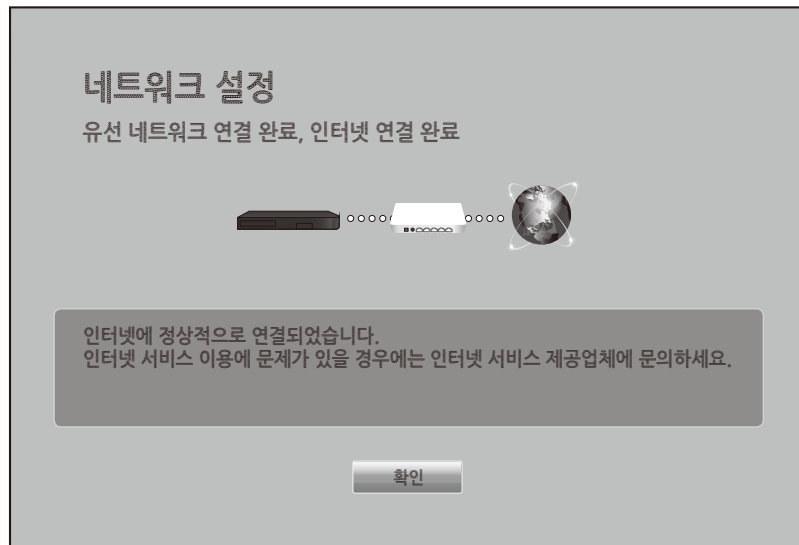 네트워크 설정
유선 네트워크 연결 완료, 인터넷 연결 완료
인터넷에 정상적으로 연결되었습니다.
인터넷 서비스 이용에 문제가 있을 경우에는 인터넷 서비스 제공업체에 문의하세요.
확인